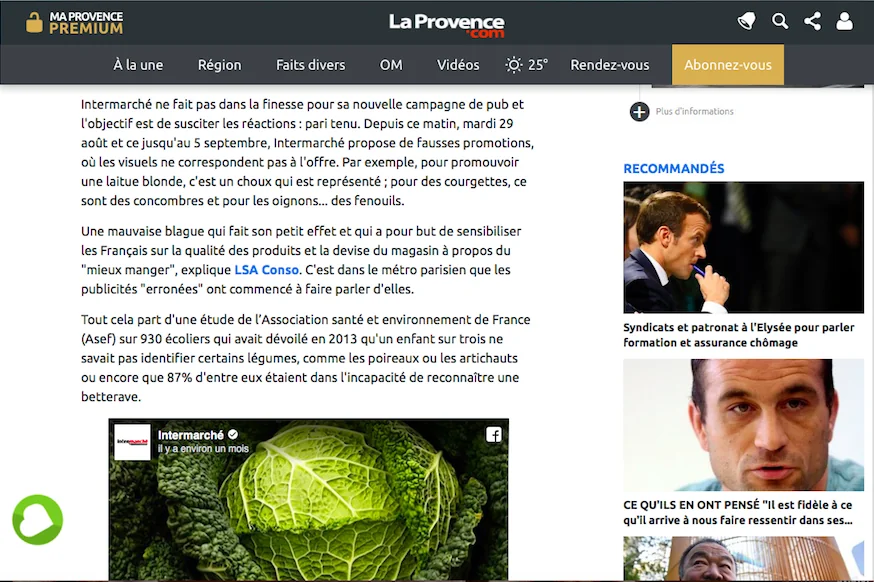 MA PROVENCE
PREMIUM
La Provence
.com
À la une
Région
Faits divers
OM
Vidéos
25°
Rendez-vous
Abonnez-vous
Intermarché ne fait pas dans la finesse pour sa nouvelle campagne de pub et
l'objectif est de susciter les réactions : pari tenu. Depuis ce matin, mardi 29
août et ce jusqu'au 5 septembre, Intermarché propose de fausses promotions,
où les visuels ne correspondent pas à l'offre. Par exemple, pour promouvoir
une laitue blonde, c'est un choux qui est représenté ; pour des courgettes, ce
sont des concombres et pour les oignons... des fenouils.
Une mauvaise blague qui fait son petit effet et qui a pour but de sensibiliser
les Français sur la qualité des produits et la devise du magasin à propos du
"mieux manger", explique LSA Conso. C'est dans le métro parisien que les
publicités "erronées" ont commencé à faire parler d'elles.
Tout cela part d'une étude de l’Association santé et environnement de France
(Asef) sur 930 écoliers qui avait dévoilé en 2013 qu'un enfant sur trois ne
savait pas identifier certains légumes, comme les poireaux ou les artichauts
ou encore que 87% d'entre eux étaient dans l'incapacité de reconnaître une
betterave.
Intermarché
Intermarché
il y a environ un mois
Plus d'informations
RECOMMANDÉS
Syndicats et patronat à l'Elysée pour parler
formation et assurance chômage
CE QU'ILS EN ONT PENSÉ "Il est fidèle à ce
qu'il arrive à nous faire ressentir dans ses...